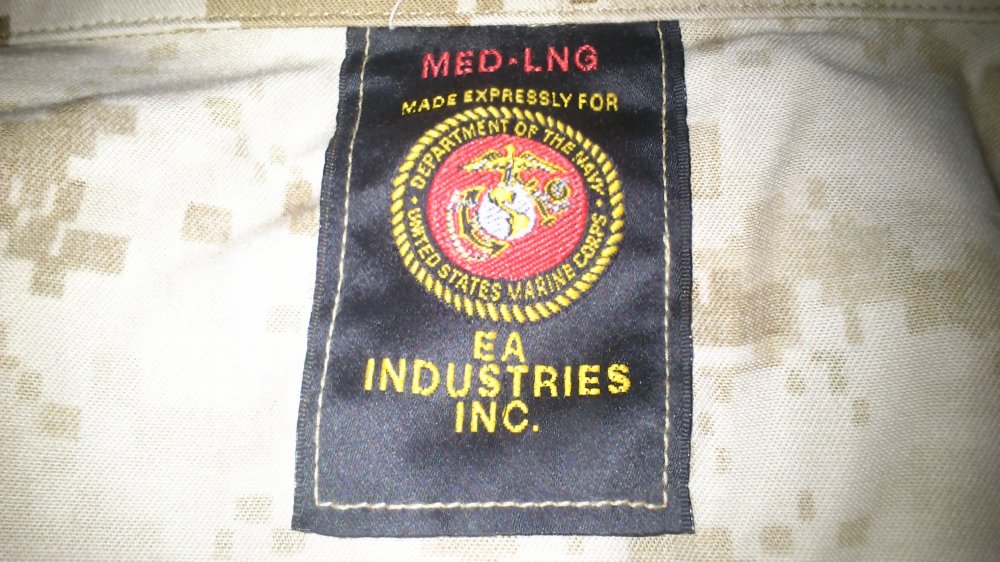 MED-LNG
MADE EXPRESSLY FOR
DEPARTMENT OF THE NAVY
UNITED STATES MARINE CORPS
EA
INDUSTRIES
INC.